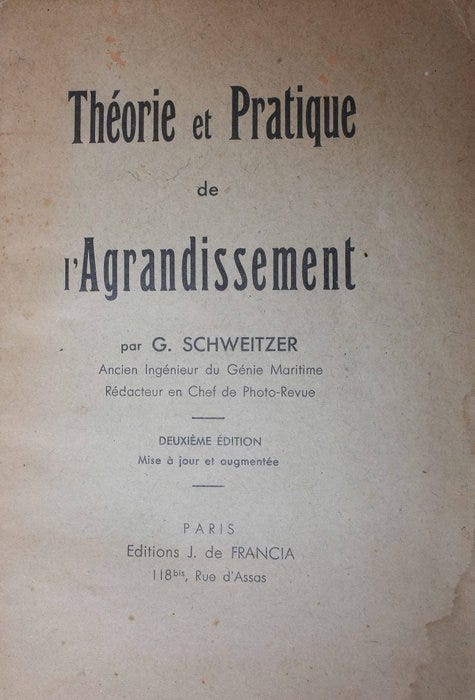 Théorie et Pratique
de
l'Agrandissement
par G. SCHWEITZER
Ancien Ingénieur du Génie Maritime
Rédacteur en Chef de Photo-Revue
DEUXIÈME ÉDITION
Mise à jour et augmentée
PARIS
Editions J. de FRANCIA
118bis, Rue d'Assas